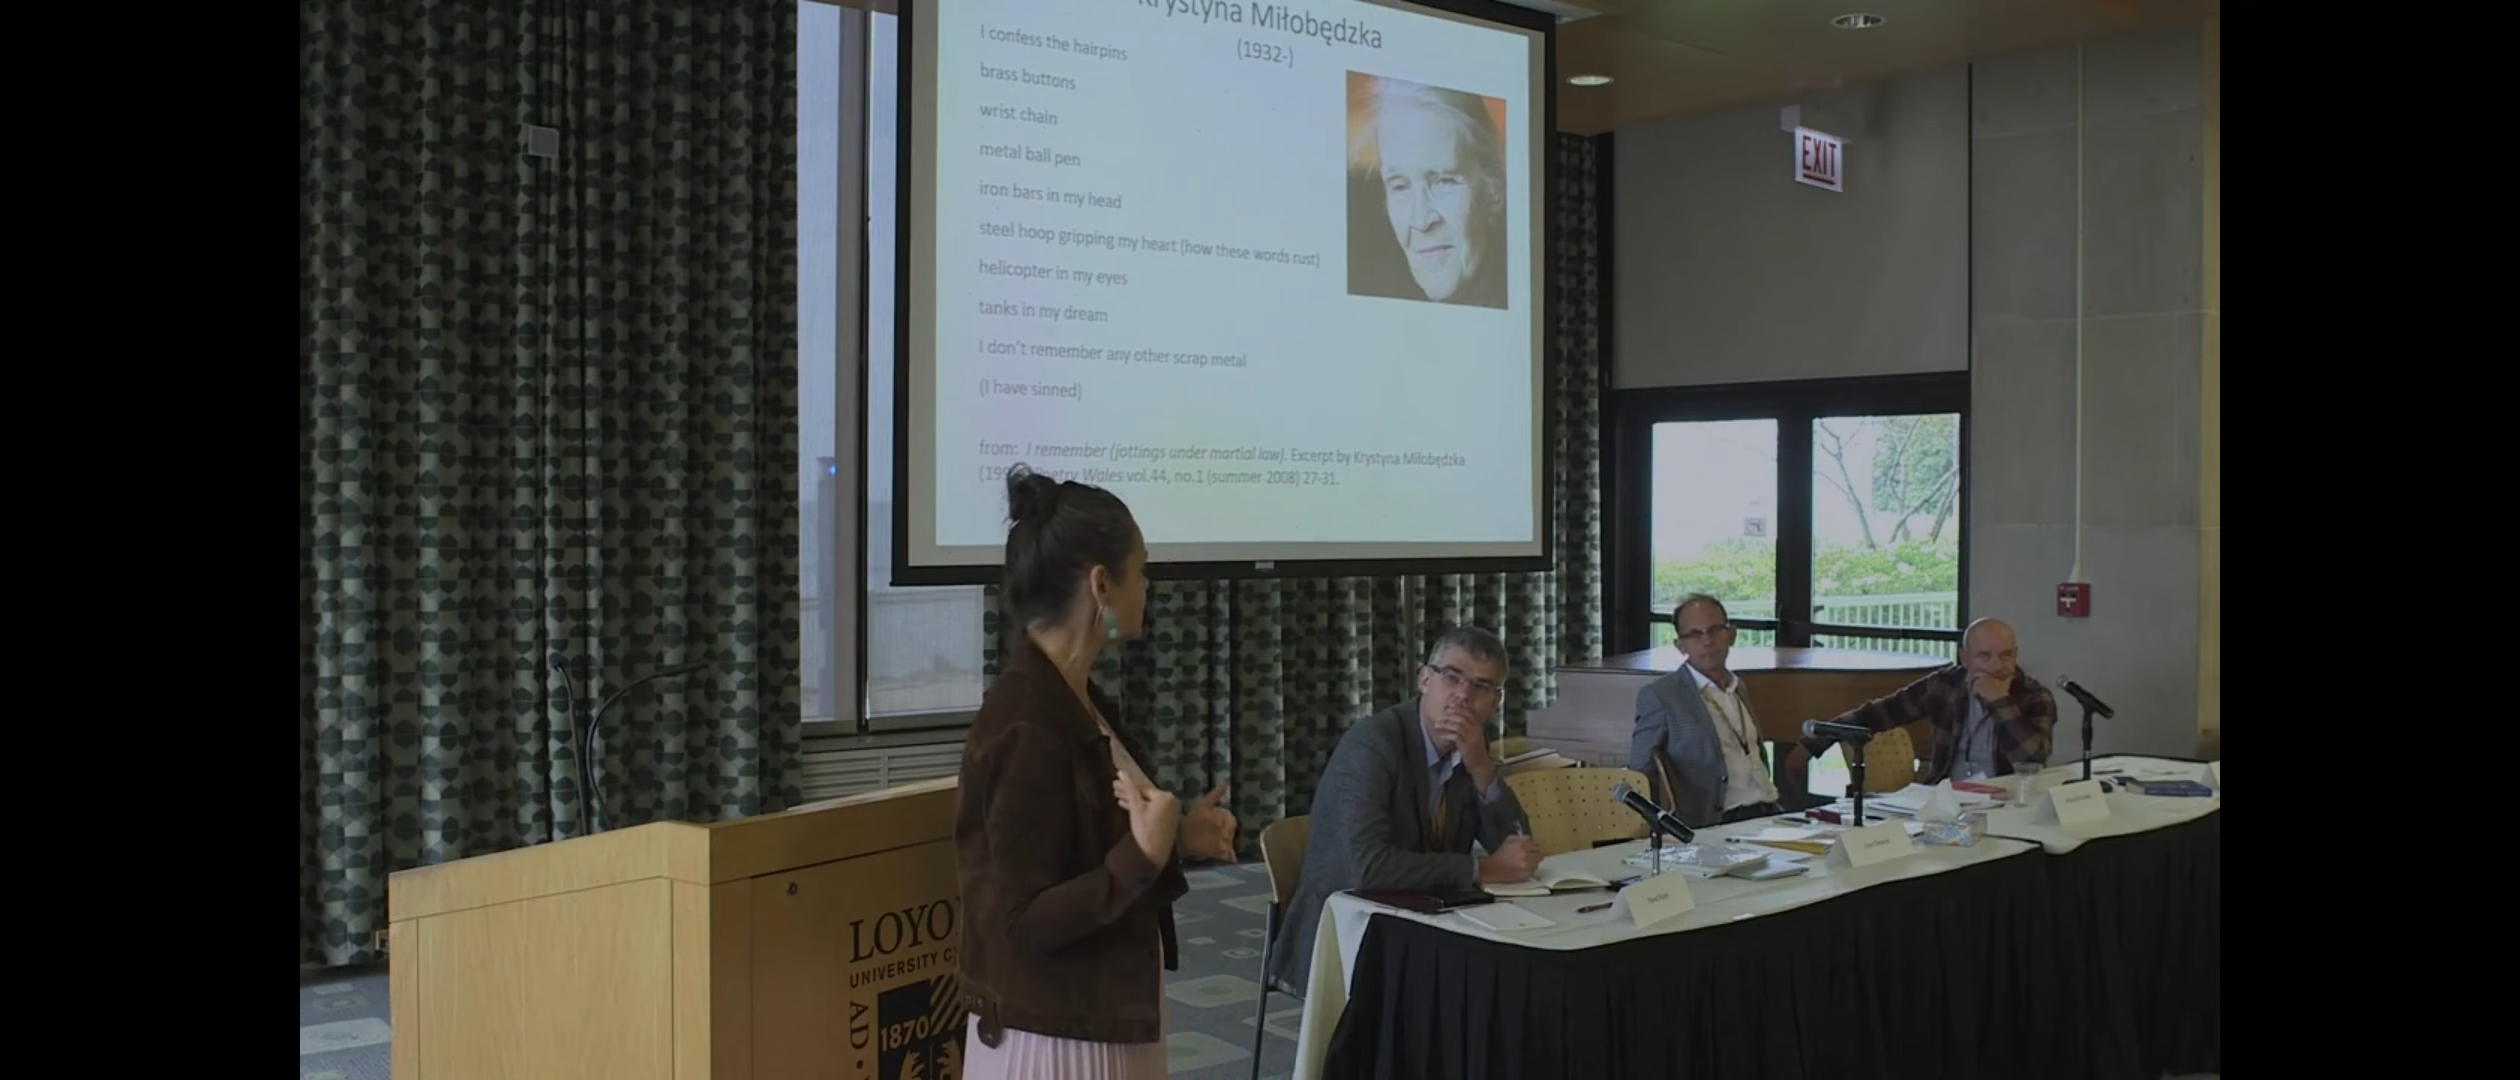 Krystyna Miłobędzka
(1932-)
I confess the hairpins
brass buttons
wrist chain
metal ball pen
iron bars in my head
steel hoop gripping my heart (how these words rust)
helicopter in my eyes
tanks in my dream
I don't remember any other scrap metal
(I have sinned)
from: I remember (jottings under martial law). Excerpt by Krystyna Miłobędzka
(199 Poetry Wales vol.44, no.1 (summer 2008) 27-31.
EXIT
LOYO
UNIVERSITY C
AD
1870